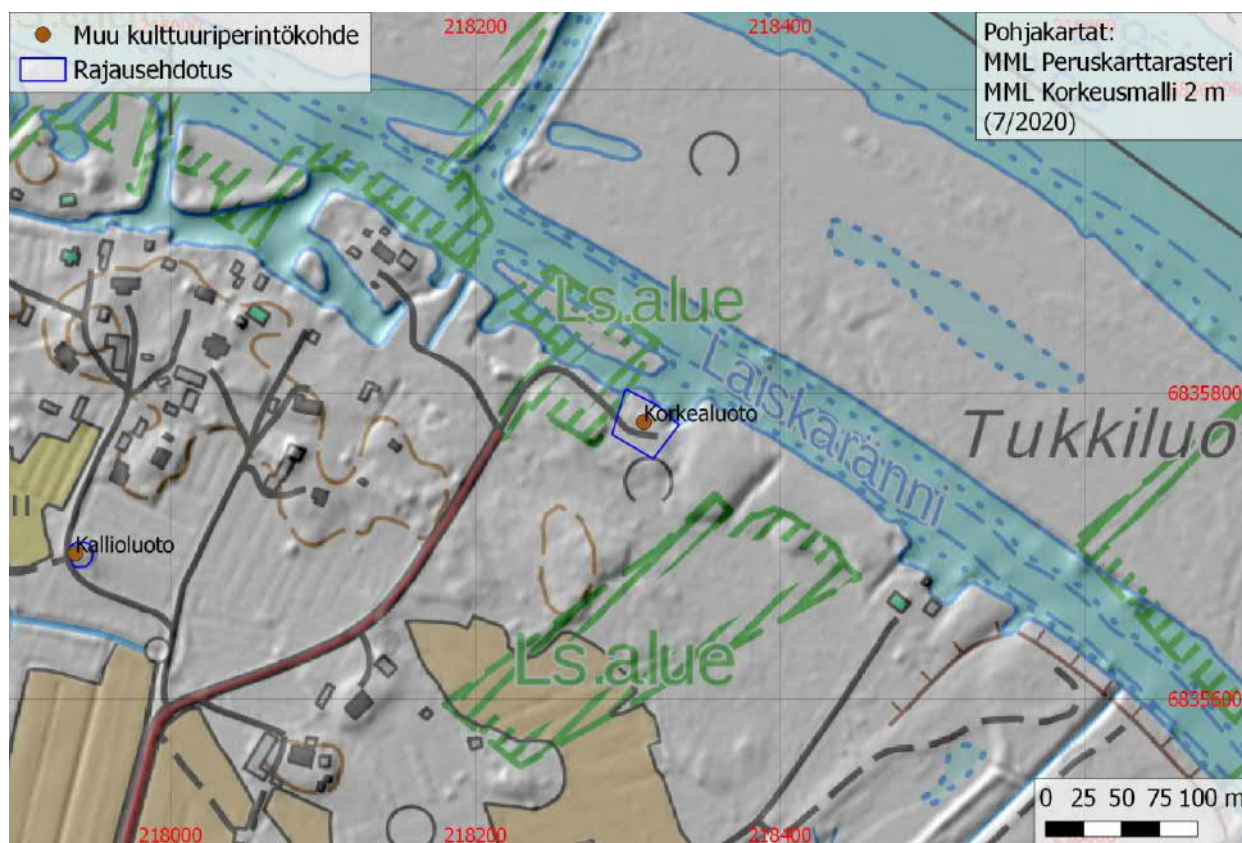 Muu kulttuuriperintökohde
Rajausehdotus
218200
218400
Pohjakartat:
MML Peruskarttarasteri
MML Korkeusmalli 2 m
(7/2020)
Ls.alue
Laiskaränni
6835800
Korkealuoto
Tukkiluo
II
Kallioluoto
Ls.alue
6835600
0 25 50 75 100 m
218000
218200
218400